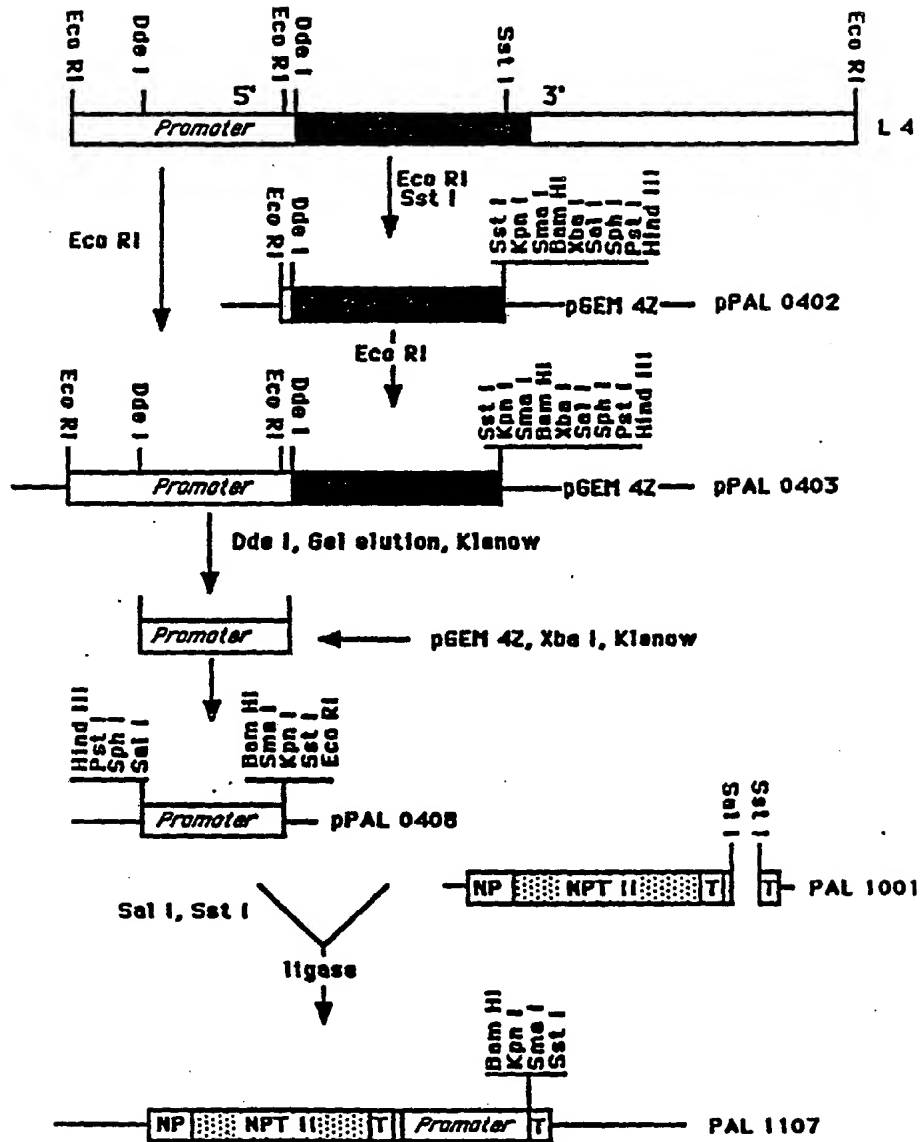 Eco RI
Dde I
Eco RI
Dde I
Sst I
Eco RI
5' 3'
Promoter
L 4
Eco RI
Eco RI
Sst I
Eco RI
Dde I
Sst I
Kpn I
Sma I
Bam HI
Xba I
Sal I
Sph I
Pst I
Hind III
pGEM 4Z pPAL 0402
Eco RI
Eco RI
Dde I
Eco RI
Dde I
Sst I
Kpn I
Sma I
Bam HI
Xba I
Sal I
Sph I
Pst I
Hind III
Promoter
pGEM 4Z pPAL 0403
Dde I, Gel elution, Klenow
Promoter
pGEM 4Z, Xba I, Klenow
Hind III
Pst I
Sph I
Sal I
Bam HI
Sma I
Kpn I
Sst I
Eco RI
Promoter
pPAL 0408
Sal I
Sst I
NP NPT II T T PAL 1001
Sal I, Sst I
ligase
Bam HI
Kpn I
Sma I
Sst I
NP NPT II T Promoter T PAL 1107